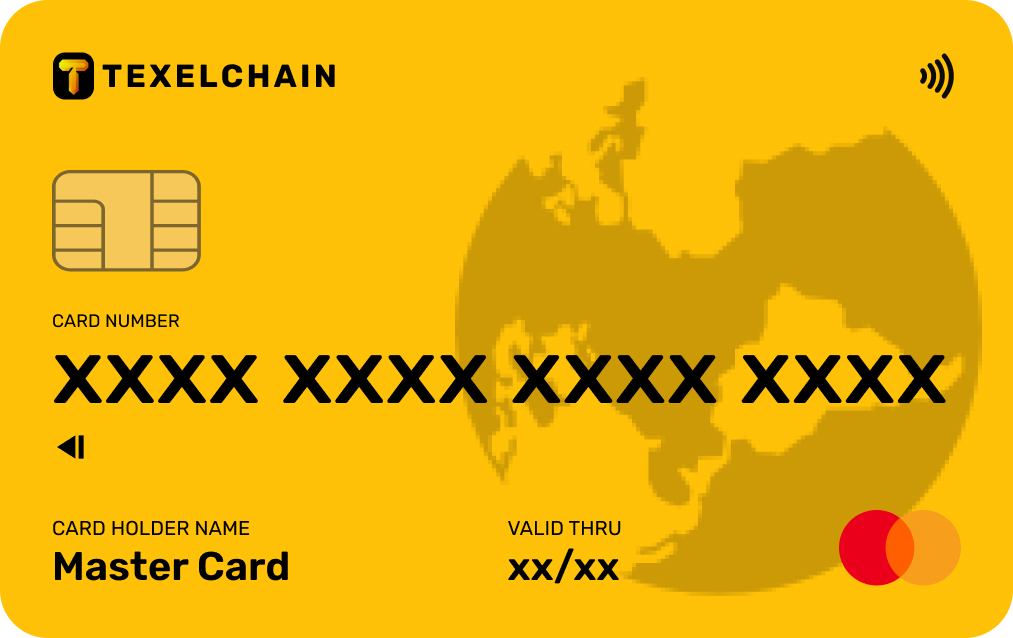 TEXELCHAIN
CARD NUMBER
XXXX XXXX XXXX XXXX
CARD HOLDER NAME
Master Card
VALID THRU
xx/xx